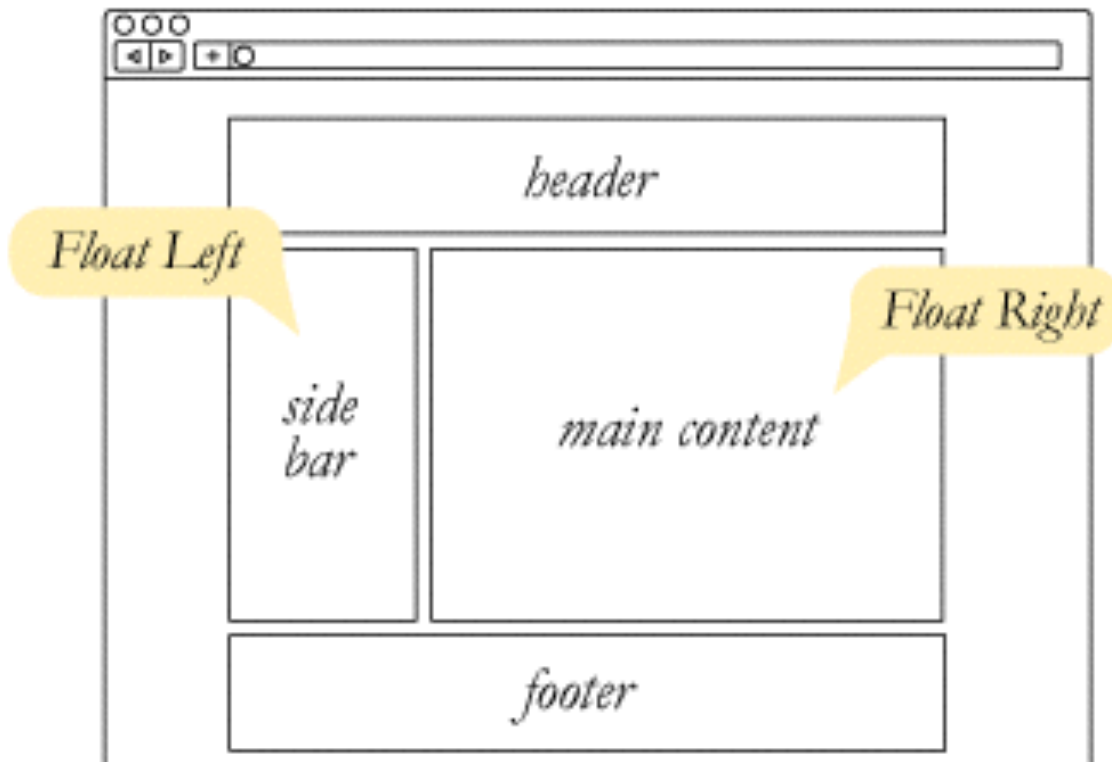 header
Float Left
Float Right
side
bar
main content
footer